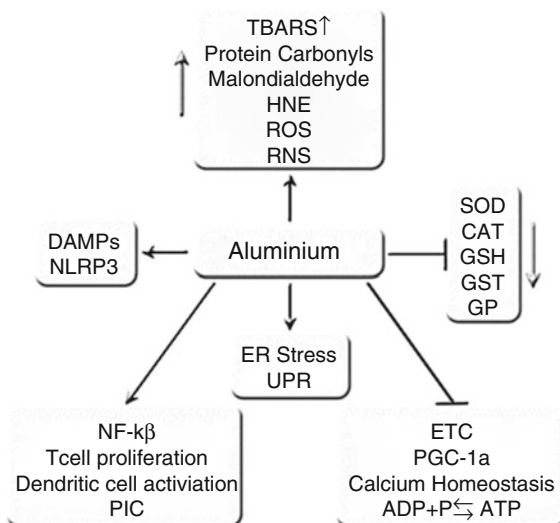 TBARS↑
Protein Carbonyls
Malondialdehyde
HNE
ROS
RNS
DAMPs
NLRP3
Aluminium
SOD
CAT
GSH
GST
GP
ER Stress
UPR
NF-kβ
Tcell proliferation
Dendritic cell activiation
PIC
ETC
PGC-1a
Calcium Homeostasis
ADP+P⇆ ATP